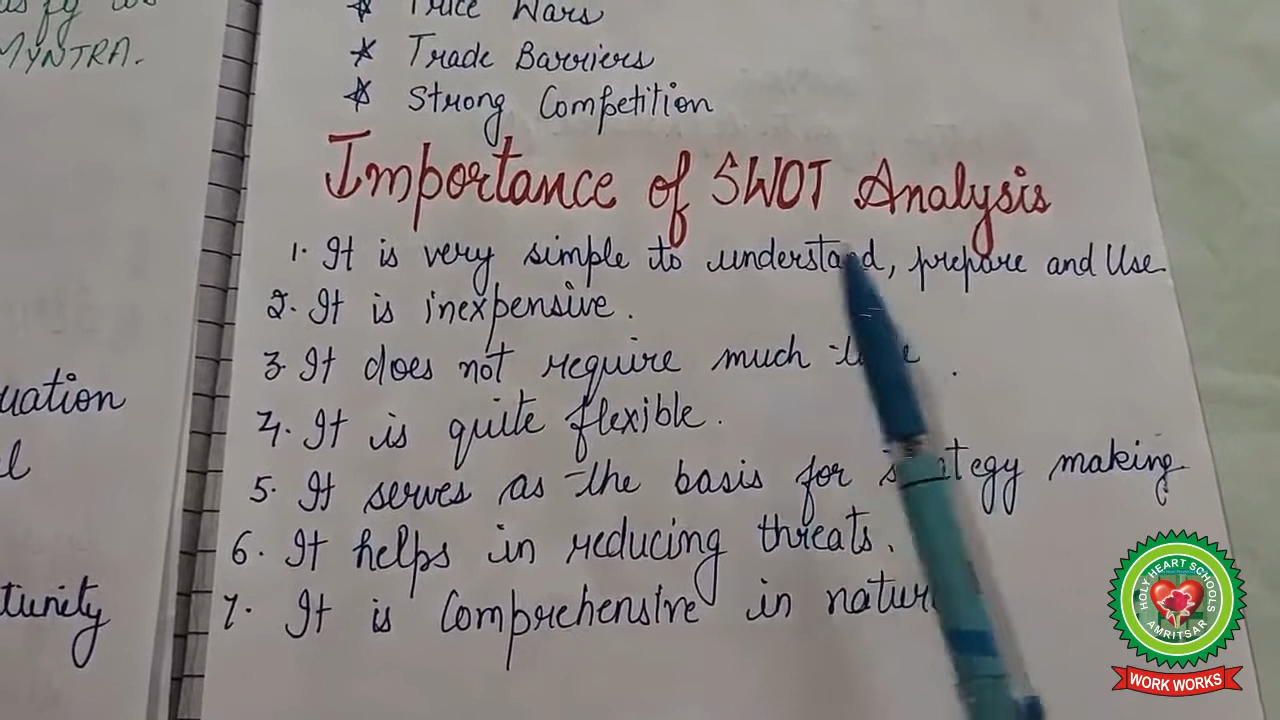 MYNTRA.
uation
tunity
Wars
* Trade Barriers
* Strong Competition
Importance of SWOT Analysis
1. It is very simple to understand, prepare and Use
2. It is inexpensive.
3. It does not require much
4. It is quite flexible.
5. It serves as the basis for strategy making
6. It helps in reducing threats.
7. It is Comprehensive in natur
HOLY HEART SCHOOLS
AMRITSAR
WORK WORKS